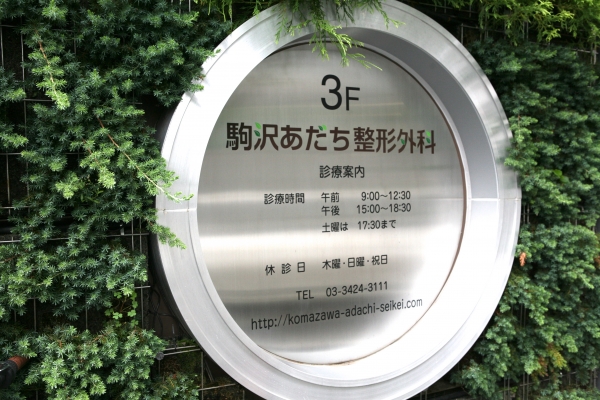 3F
駒沢あだち整形外科
診療案内
診療時間 午前 9:00〜12:30
午後 15:00〜18:30
土曜は 17:30まで
休診日 木曜・日曜・祝日
TEL 03-3424-3111
http://komazawa-adachi-seikei.com